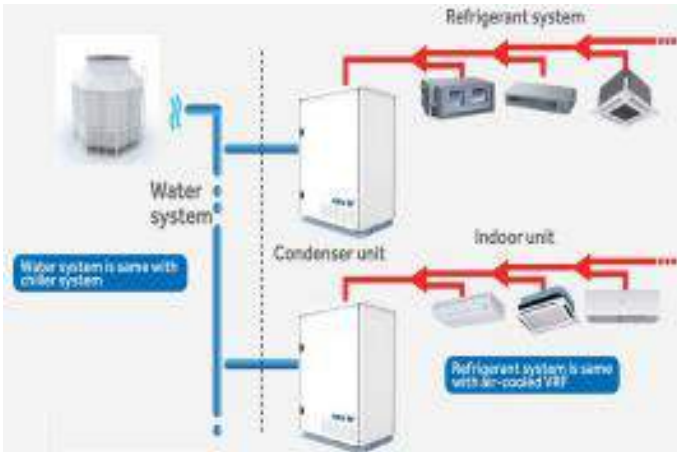 Refrigerant system
Water
system
Condenser unit
Indoor unit
Water system is same with
chiller system
Refrigerant system is same
with air-cooled VRF